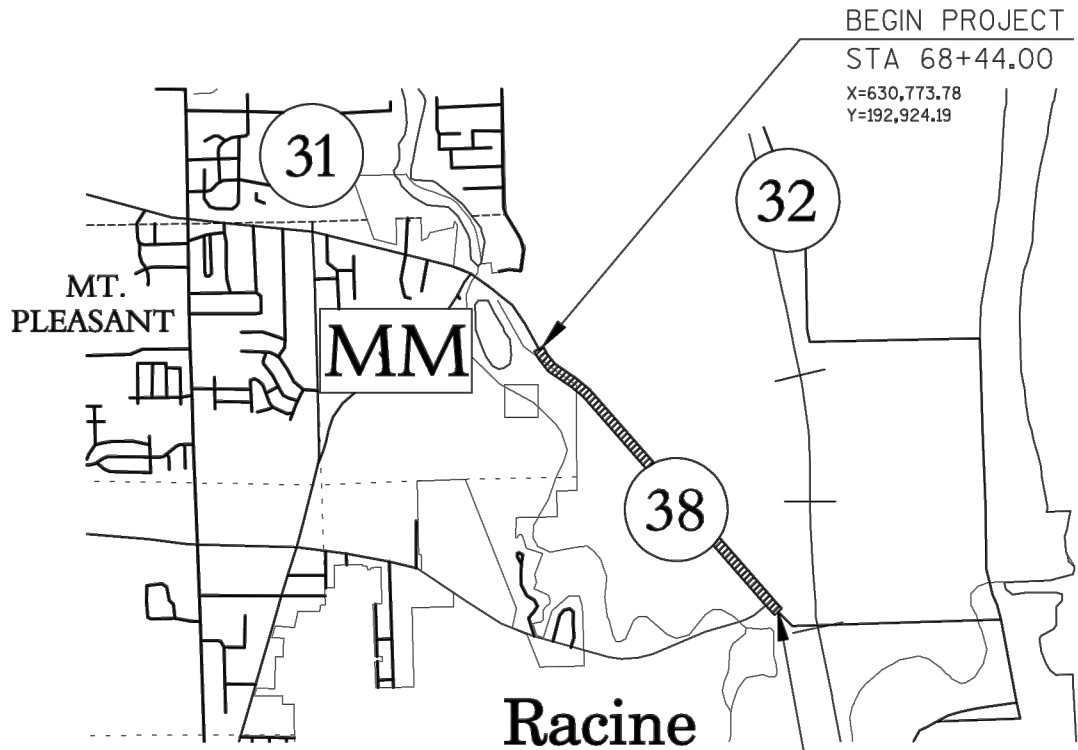 BEGIN PROJECT
STA 68+44.00
X=630,773.78
Y=192,924.19
31
32
MT.
PLEASANT
MM
38
Racine